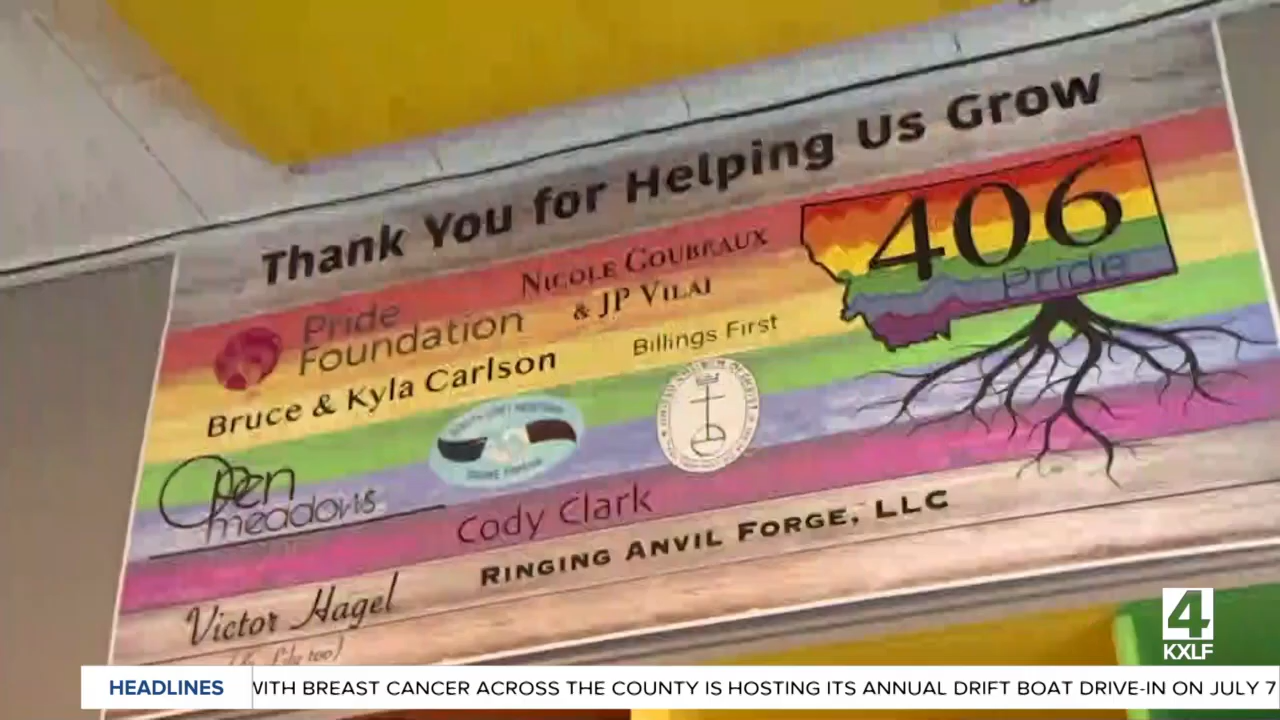 Thank You for Helping Us Grow
Pride
Foundation
NICOLE COUBEAUX
& JP VILAI
406
Pride
Bruce & Kyla Carlson
Billings First
Open
meadows
Cody Clark
RINGING ANVIL FORGE, LLC
Victor Hagel
too)
4
KXLF
HEADLINES
WITH BREAST CANCER ACROSS THE COUNTY IS HOSTING ITS ANNUAL DRIFT BOAT DRIVE-IN ON JULY 7